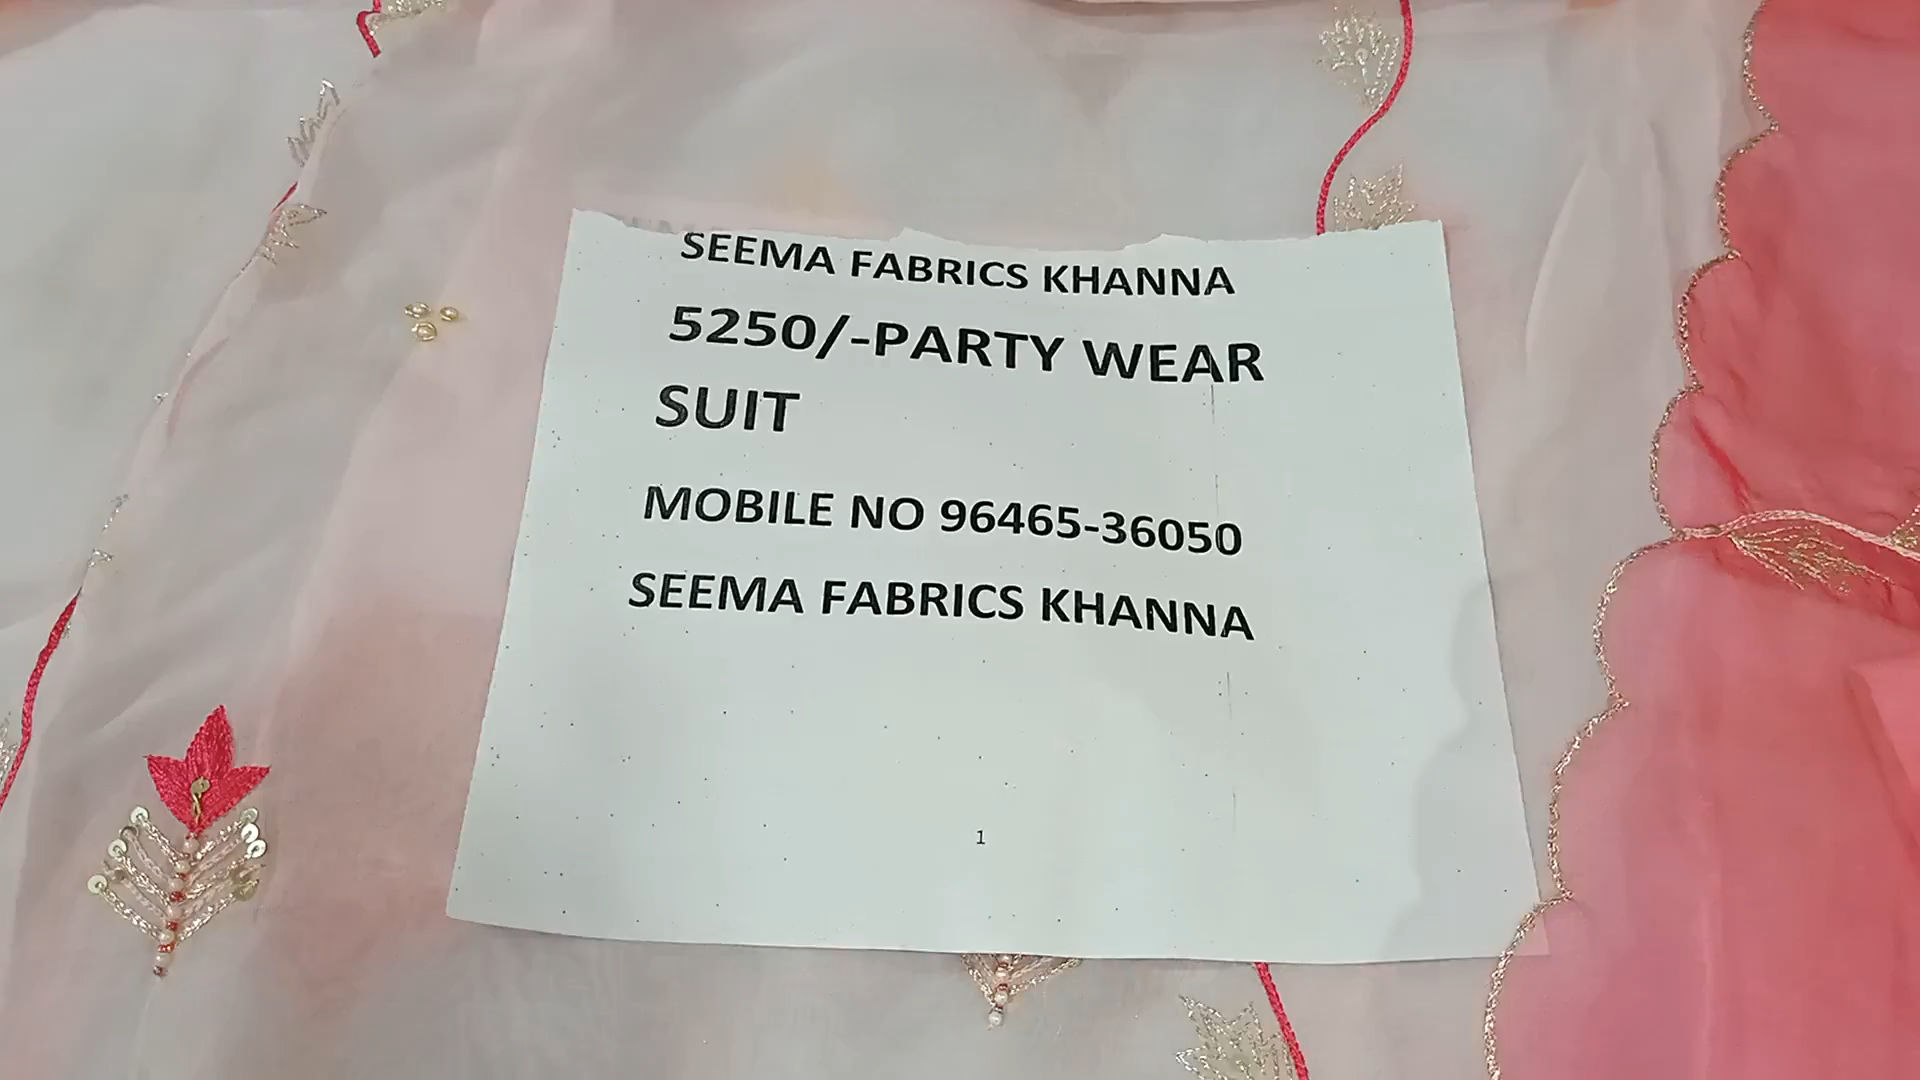 SEEMA FABRICS KHANNA
5250/-PARTY WEAR
SUIT
MOBILE NO 96465-36050
SEEMA FABRICS KHANNA
1